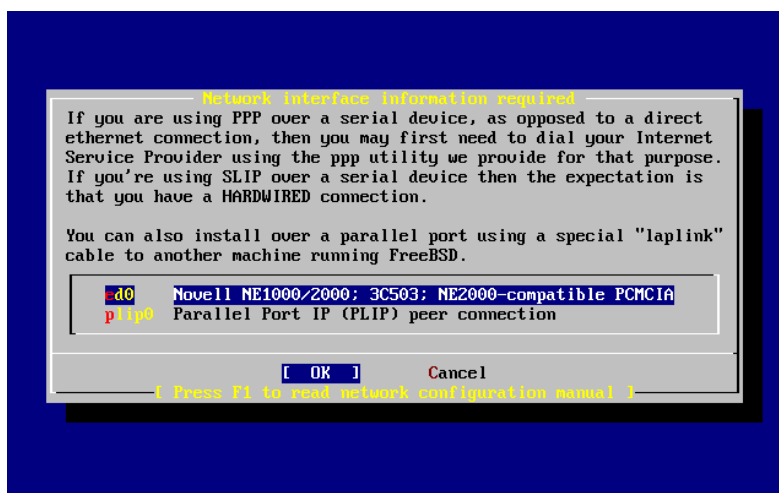 Network interface information required
If you are using PPP over a serial device, as opposed to a direct
ethernet connection, then you may first need to dial your Internet
Service Provider using the ppp utility we provide for that purpose.
If you're using SLIP over a serial device then the expectation is
that you have a HARDWIRED connection.
You can also install over a parallel port using a special "laplink"
cable to another machine running FreeBSD.
ed0 Novell NE1000/2000; 3C503; NE2000-compatible PCMCIA
plip0 Parallel Port IP (PLIP) peer connection
[ OK ] Cancel
[ Press F1 to read network configuration manual ]